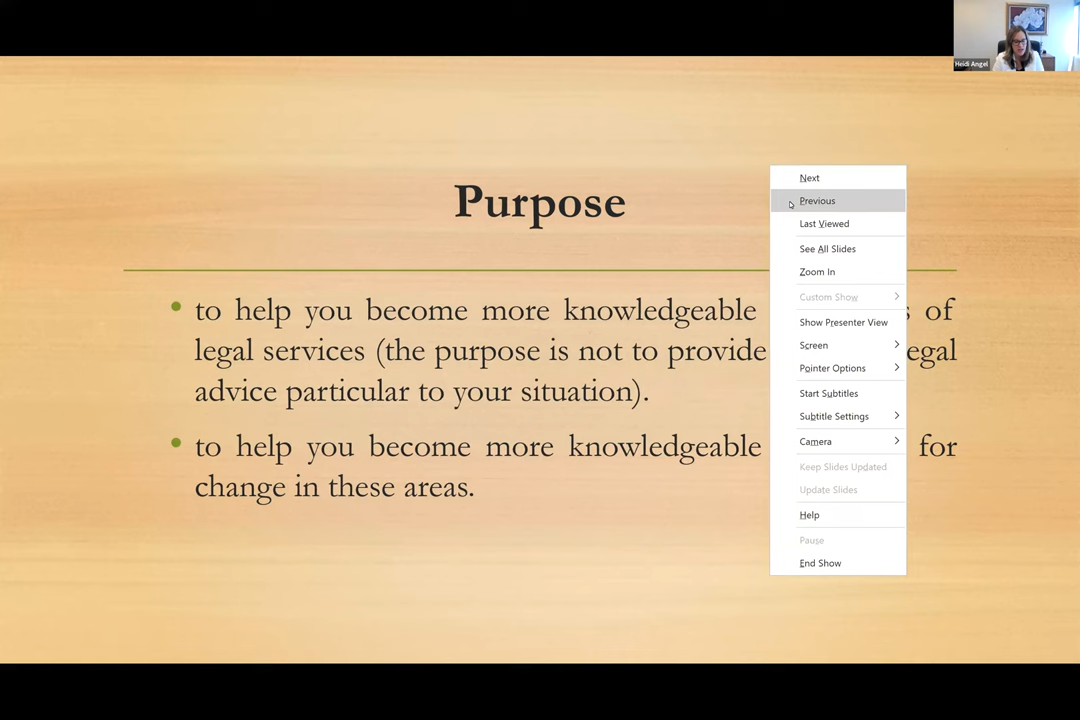 Heidi Angel
Purpose
to help you become more knowledgeable of
legal services (the purpose is not to provide egal
advice particular to your situation).
to help you become more knowledgeable for
change in these areas.
Next
Previous
Last Viewed
See All Slides
Zoom In
Custom Show
Show Presenter View
Screen
Pointer Options
Start Subtitles
Subtitle Settings
Camera
Keep Slides Updated
Update Slides
Help
Pause
End Show